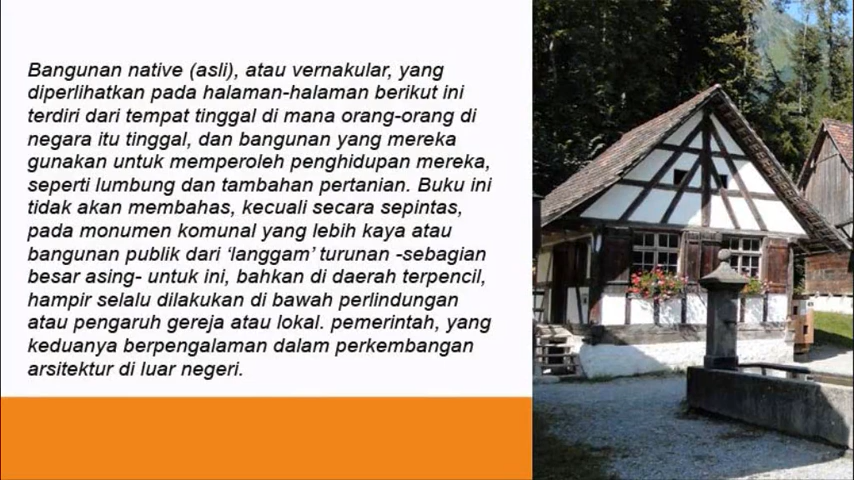 Bangunan native (asli), atau vernakular, yang
diperlihatkan pada halaman-halaman berikut ini
terdiri dari tempat tinggal di mana orang-orang di
negara itu tinggal, dan bangunan yang mereka
gunakan untuk memperoleh penghidupan mereka,
seperti lumbung dan tambahan pertanian. Buku ini
tidak akan membahas, kecuali secara sepintas,
pada monumen komunal yang lebih kaya atau
bangunan publik dari ‘langgam’ turunan -sebagian
besar asing- untuk ini, bahkan di daerah terpencil,
hampir selalu dilakukan di bawah perlindungan
atau pengaruh gereja atau lokal. pemerintah, yang
keduanya berpengalaman dalam perkembangan
arsitektur di luar negeri.